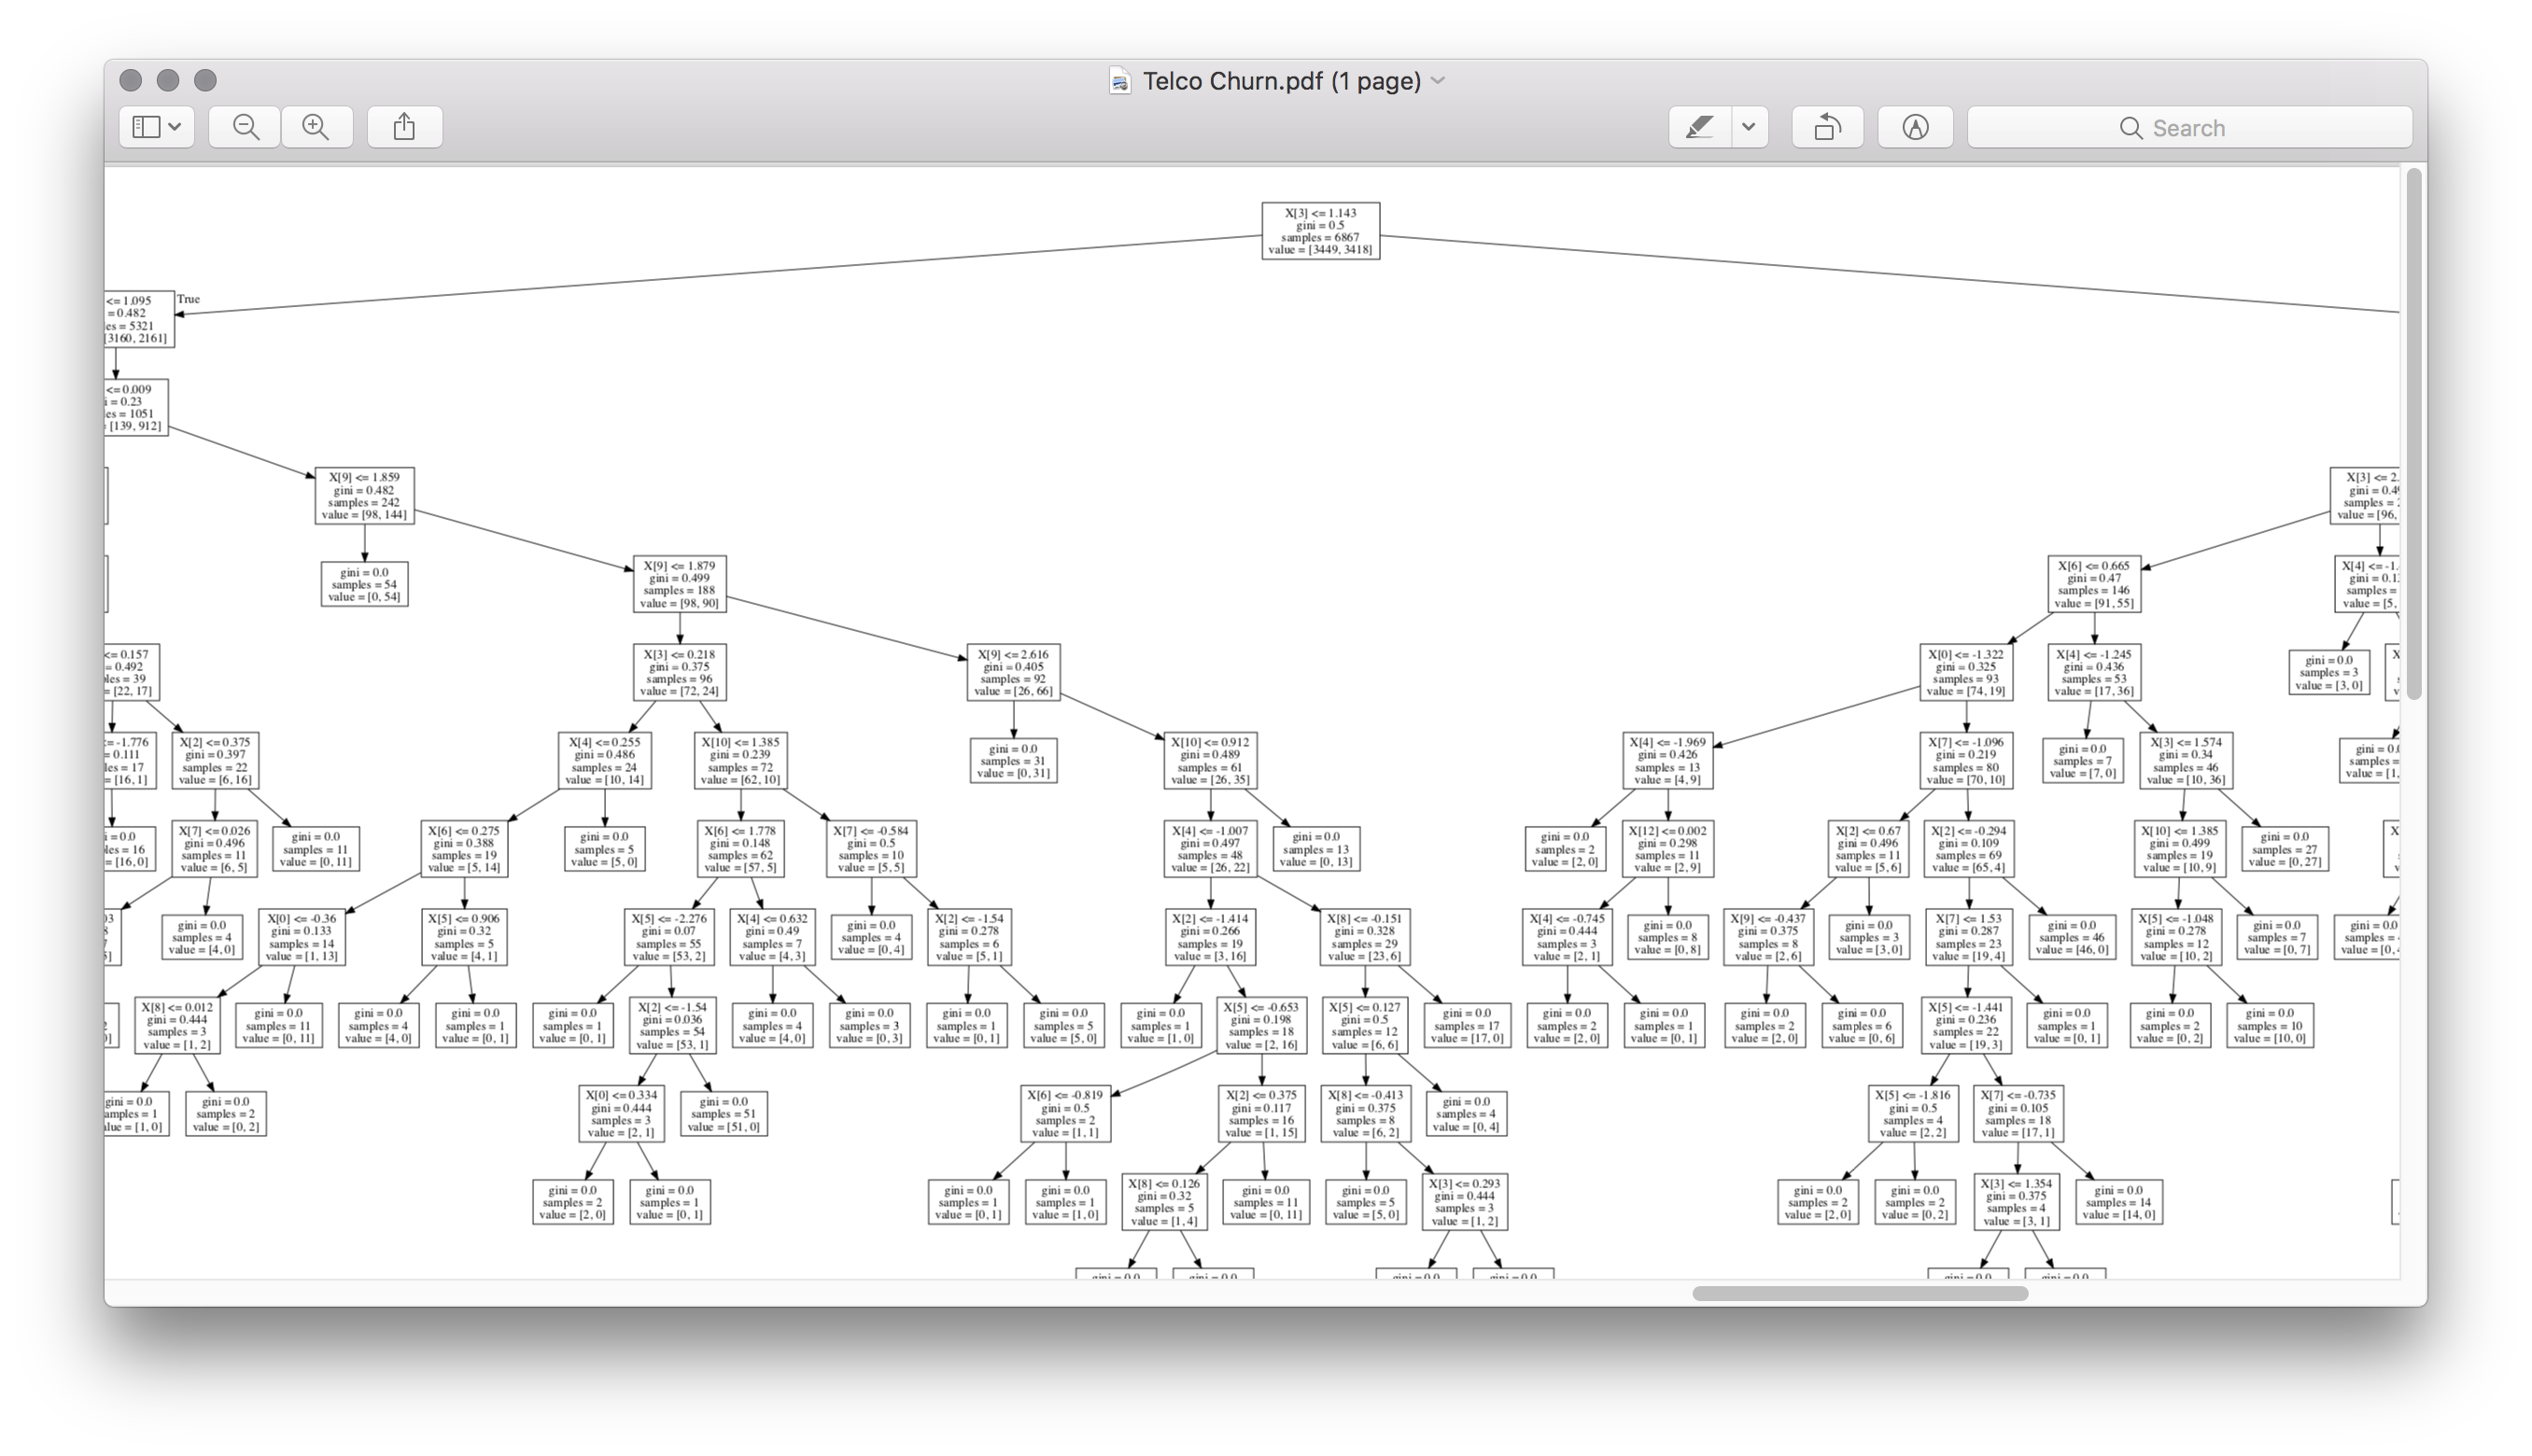 Telco Churn.pdf (1 page)
Search
X[3] <= 1.143
gini = 0.5
samples = 6867
value = [3449, 3418]
True
<= 1.095
= 0.482
es = 5321
[3160, 2161]
<= 0.009
i = 0.23
les = 1051
= [139, 912]
X[9] <= 1.859
gini = 0.482
samples = 242
value = [98, 144]
X[3] <= 2.
gini = 0.4
samples =
value = [96,
gini = 0.0
samples = 54
value = [0, 54]
X[9] <= 1.879
gini = 0.499
samples = 188
value = [98, 90]
X[6] <= 0.665
gini = 0.47
samples = 146
value = [91, 55]
X[4] <= -1.
gini = 0.1
samples =
value = [5,
<= 0.157
= 0.492
les = 39
= [22, 17]
X[3] <= 0.218
gini = 0.375
samples = 96
value = [72, 24]
X[9] <= 2.616
gini = 0.405
samples = 92
value = [26, 66]
X[0] <= -1.322
gini = 0.325
samples = 93
value = [74, 19]
X[4] <= -1.245
gini = 0.436
samples = 53
value = [17, 36]
gini = 0.0
samples = 3
value = [3, 0]
<= -1.776
= 0.111
les = 17
= [16, 1]
X[2] <= 0.375
gini = 0.397
samples = 22
value = [6, 16]
X[4] <= 0.255
gini = 0.486
samples = 24
value = [10, 14]
X[10] <= 1.385
gini = 0.239
samples = 72
value = [62, 10]
gini = 0.0
samples = 31
value = [0, 31]
X[10] <= 0.912
gini = 0.489
samples = 61
value = [26, 35]
X[4] <= -1.969
gini = 0.426
samples = 13
value = [4, 9]
X[7] <= -1.096
gini = 0.219
samples = 80
value = [70, 10]
gini = 0.0
samples = 7
value = [7, 0]
X[3] <= 1.574
gini = 0.34
samples = 46
value = [10, 36]
gini = 0.
samples =
value = [1,
i = 0.0
les = 16
= [16, 0]
X[7] <= 0.026
gini = 0.496
samples = 11
value = [6, 5]
gini = 0.0
samples = 11
value = [0, 11]
X[6] <= 0.275
gini = 0.388
samples = 19
value = [5, 14]
gini = 0.0
samples = 5
value = [5, 0]
X[6] <= 1.778
gini = 0.148
samples = 62
value = [57, 5]
X[7] <= -0.584
gini = 0.5
samples = 10
value = [5, 5]
X[4] <= -1.007
gini = 0.497
samples = 48
value = [26, 22]
gini = 0.0
samples = 13
value = [0, 13]
gini = 0.0
samples = 2
value = [2, 0]
X[12] <= 0.002
gini = 0.298
samples = 11
value = [2, 9]
X[2] <= 0.67
gini = 0.496
samples = 11
value = [5, 6]
X[2] <= -0.294
gini = 0.109
samples = 69
value = [65, 4]
X[10] <= 1.385
gini = 0.499
samples = 19
value = [10, 9]
gini = 0.0
samples = 27
value = [0, 27]
gini = 0.0
samples = 4
value = [4, 0]
X[0] <= -0.36
gini = 0.133
samples = 14
value = [1, 13]
X[5] <= 0.906
gini = 0.32
samples = 5
value = [4, 1]
X[5] <= -2.276
gini = 0.07
samples = 55
value = [53, 2]
X[4] <= 0.632
gini = 0.49
samples = 7
value = [4, 3]
gini = 0.0
samples = 4
value = [0, 4]
X[2] <= -1.54
gini = 0.278
samples = 6
value = [5, 1]
X[2] <= -1.414
gini = 0.266
samples = 19
value = [3, 16]
X[8] <= -0.151
gini = 0.328
samples = 29
value = [23, 6]
X[4] <= -0.745
gini = 0.444
samples = 3
value = [2, 1]
gini = 0.0
samples = 8
value = [0, 8]
X[9] <= -0.437
gini = 0.375
samples = 8
value = [2, 6]
gini = 0.0
samples = 3
value = [3, 0]
X[7] <= 1.53
gini = 0.287
samples = 23
value = [19, 4]
gini = 0.0
samples = 46
value = [46, 0]
X[5] <= -1.048
gini = 0.278
samples = 12
value = [10, 2]
gini = 0.0
samples = 7
value = [0, 7]
gini = 0.
samples =
value = [0,
X[8] <= 0.012
gini = 0.444
samples = 3
value = [1, 2]
gini = 0.0
samples = 11
value = [0, 11]
gini = 0.0
samples = 4
value = [4, 0]
gini = 0.0
samples = 1
value = [0, 1]
gini = 0.0
samples = 1
value = [0, 1]
X[2] <= -1.54
gini = 0.036
samples = 54
value = [53, 1]
gini = 0.0
samples = 4
value = [4, 0]
gini = 0.0
samples = 3
value = [0, 3]
gini = 0.0
samples = 1
value = [0, 1]
gini = 0.0
samples = 5
value = [5, 0]
gini = 0.0
samples = 1
value = [1, 0]
X[5] <= -0.653
gini = 0.198
samples = 18
value = [2, 16]
X[5] <= 0.127
gini = 0.5
samples = 12
value = [6, 6]
gini = 0.0
samples = 17
value = [17, 0]
gini = 0.0
samples = 2
value = [2, 0]
gini = 0.0
samples = 1
value = [0, 1]
gini = 0.0
samples = 2
value = [2, 0]
gini = 0.0
samples = 6
value = [0, 6]
X[5] <= -1.441
gini = 0.236
samples = 22
value = [19, 3]
gini = 0.0
samples = 1
value = [0, 1]
gini = 0.0
samples = 2
value = [0, 2]
gini = 0.0
samples = 10
value = [10, 0]
gini = 0.0
amples = 1
lue = [1, 0]
gini = 0.0
samples = 2
value = [0, 2]
X[0] <= 0.334
gini = 0.444
samples = 3
value = [2, 1]
gini = 0.0
samples = 51
value = [51, 0]
X[6] <= -0.819
gini = 0.5
samples = 2
value = [1, 1]
X[2] <= 0.375
gini = 0.117
samples = 16
value = [1, 15]
X[8] <= -0.413
gini = 0.375
samples = 8
value = [6, 2]
gini = 0.0
samples = 4
value = [0, 4]
X[5] <= -1.816
gini = 0.5
samples = 4
value = [2, 2]
X[7] <= -0.735
gini = 0.105
samples = 18
value = [17, 1]
gini = 0.0
samples = 2
value = [2, 0]
gini = 0.0
samples = 1
value = [0, 1]
gini = 0.0
samples = 1
value = [0, 1]
gini = 0.0
samples = 1
value = [1, 0]
X[8] <= 0.126
gini = 0.32
samples = 5
value = [1, 4]
gini = 0.0
samples = 11
value = [0, 11]
gini = 0.0
samples = 5
value = [5, 0]
X[3] <= 0.293
gini = 0.444
samples = 3
value = [1, 2]
gini = 0.0
samples = 2
value = [2, 0]
gini = 0.0
samples = 2
value = [0, 2]
X[3] <= 1.354
gini = 0.375
samples = 4
value = [3, 1]
gini = 0.0
samples = 14
value = [14, 0]
gini = 0.0
gini = 0.0
gini = 0.0
gini = 0.0
gini = 0.0
gini = 0.0